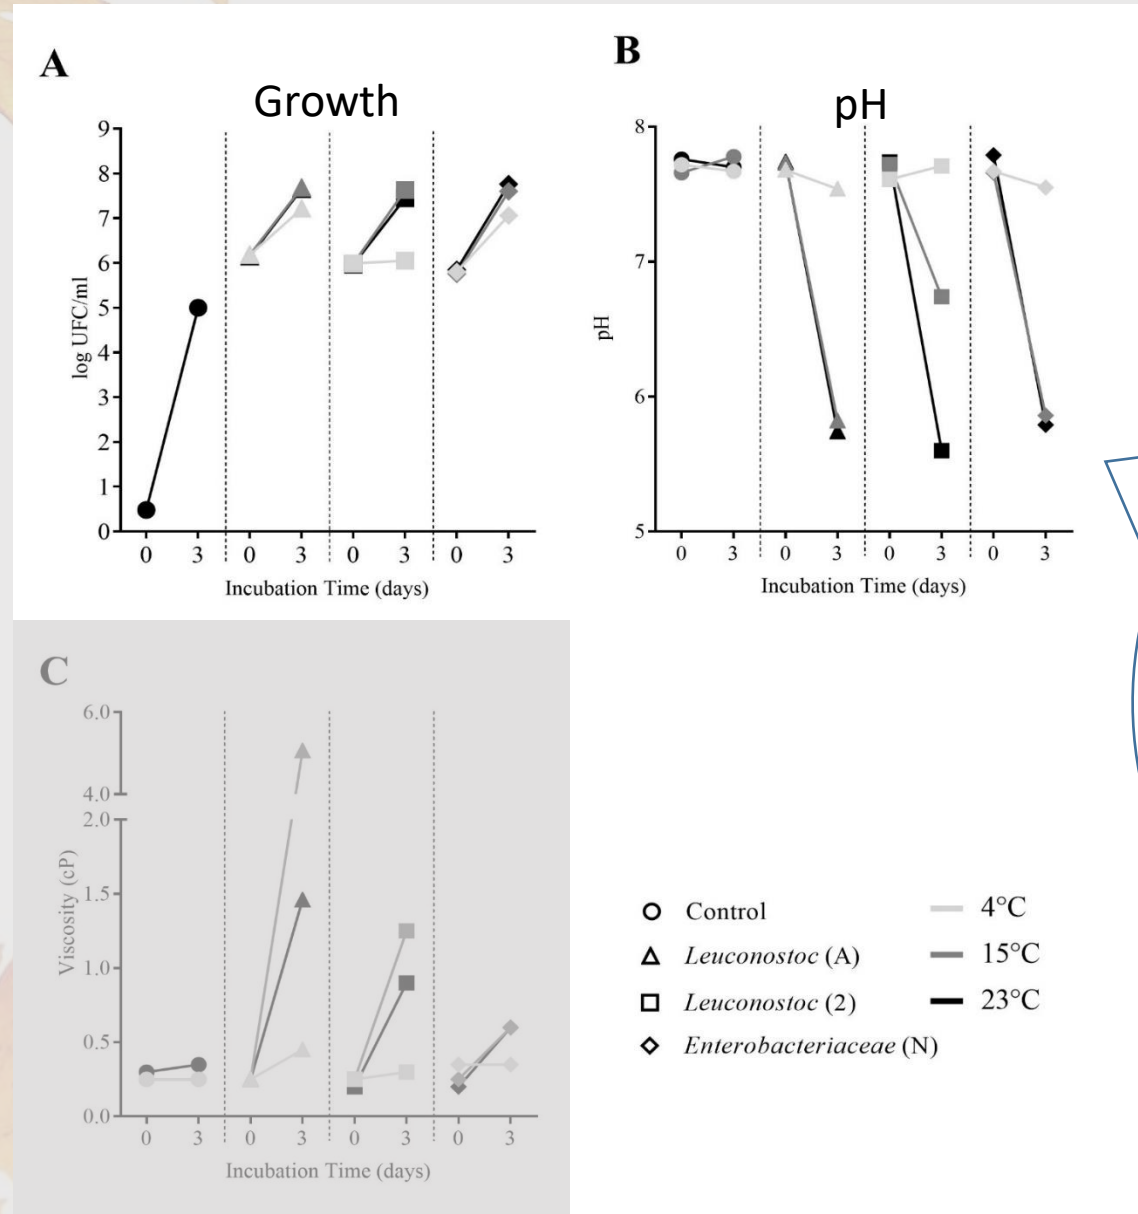 A
Growth
9
8
7
6
5
4
3
2
1
0
log UFC/ml
0 3 0 3 0 3 0 3
Incubation Time (days)
B
pH
8
7
6
5
pH
0 3 0 3 0 3 0 3
Incubation Time (days)
C
6.0
4.0
2.0
1.5
1.0
0.5
0.0
Viscosity (cP)
0 3 0 3 0 3 0 3
Incubation Time (days)
Control
Leuconostoc (A)
Leuconostoc (2)
Enterobacteriaceae (N)
4°C
15°C
23°C